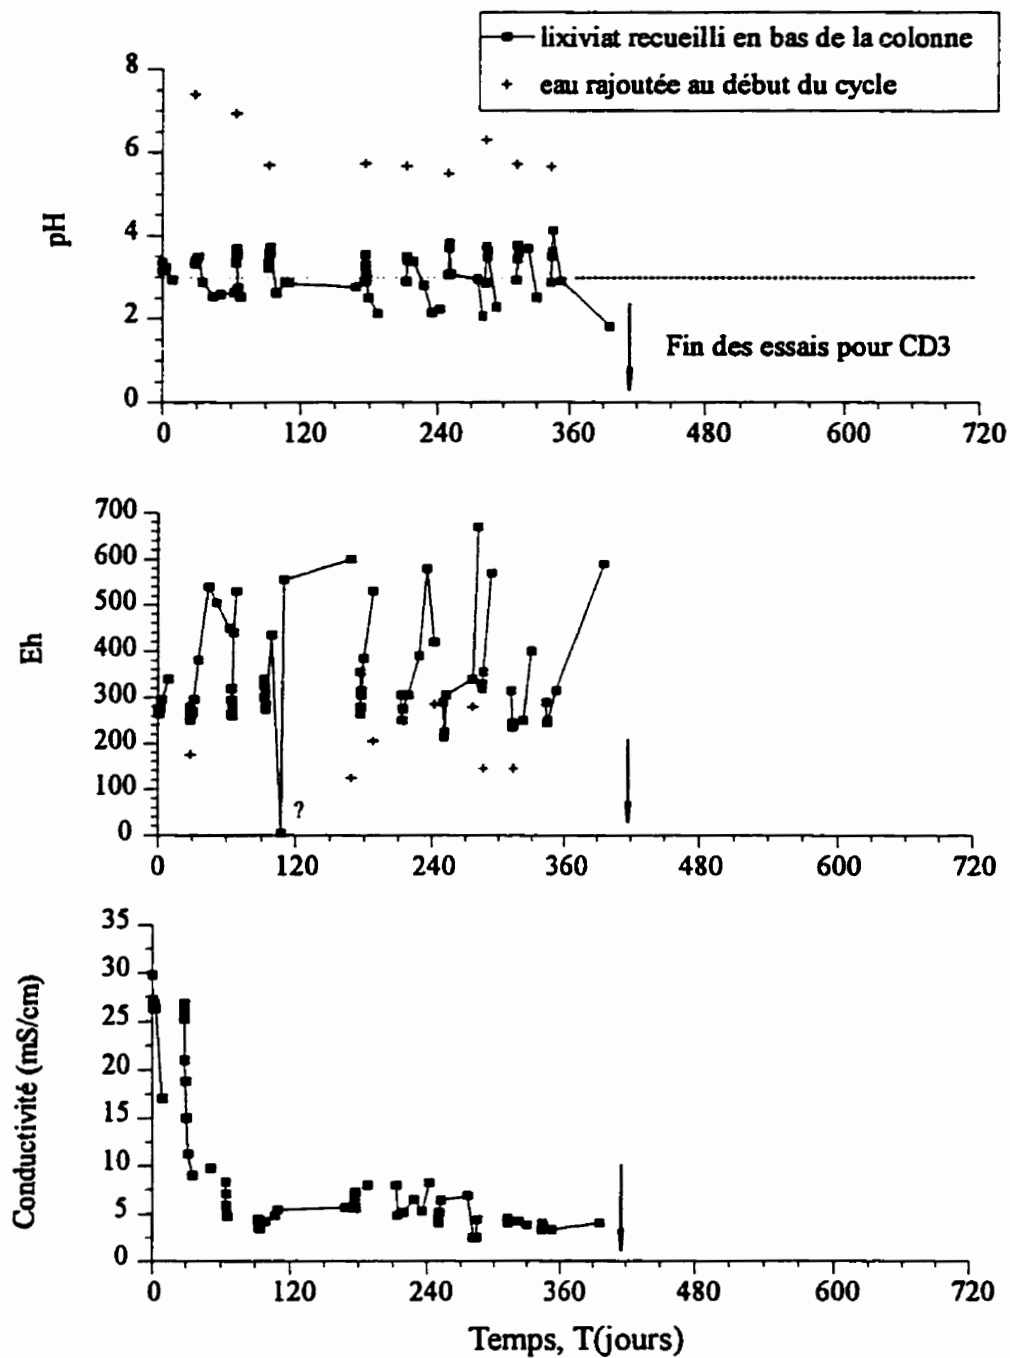 lixiviat recueilli en bas de la colonne
+ eau rajoutée au début du cycle
8
6
4
2
0
pH
Fin des essais pour CD3
0 120 240 360 480 600 720
700
600
500
400
300
200
100
0
Eh
?
0 120 240 360 480 600 720
35
30
25
20
15
10
5
0
Conductivité (mS/cm)
0 120 240 360 480 600 720
Temps, T(jours)